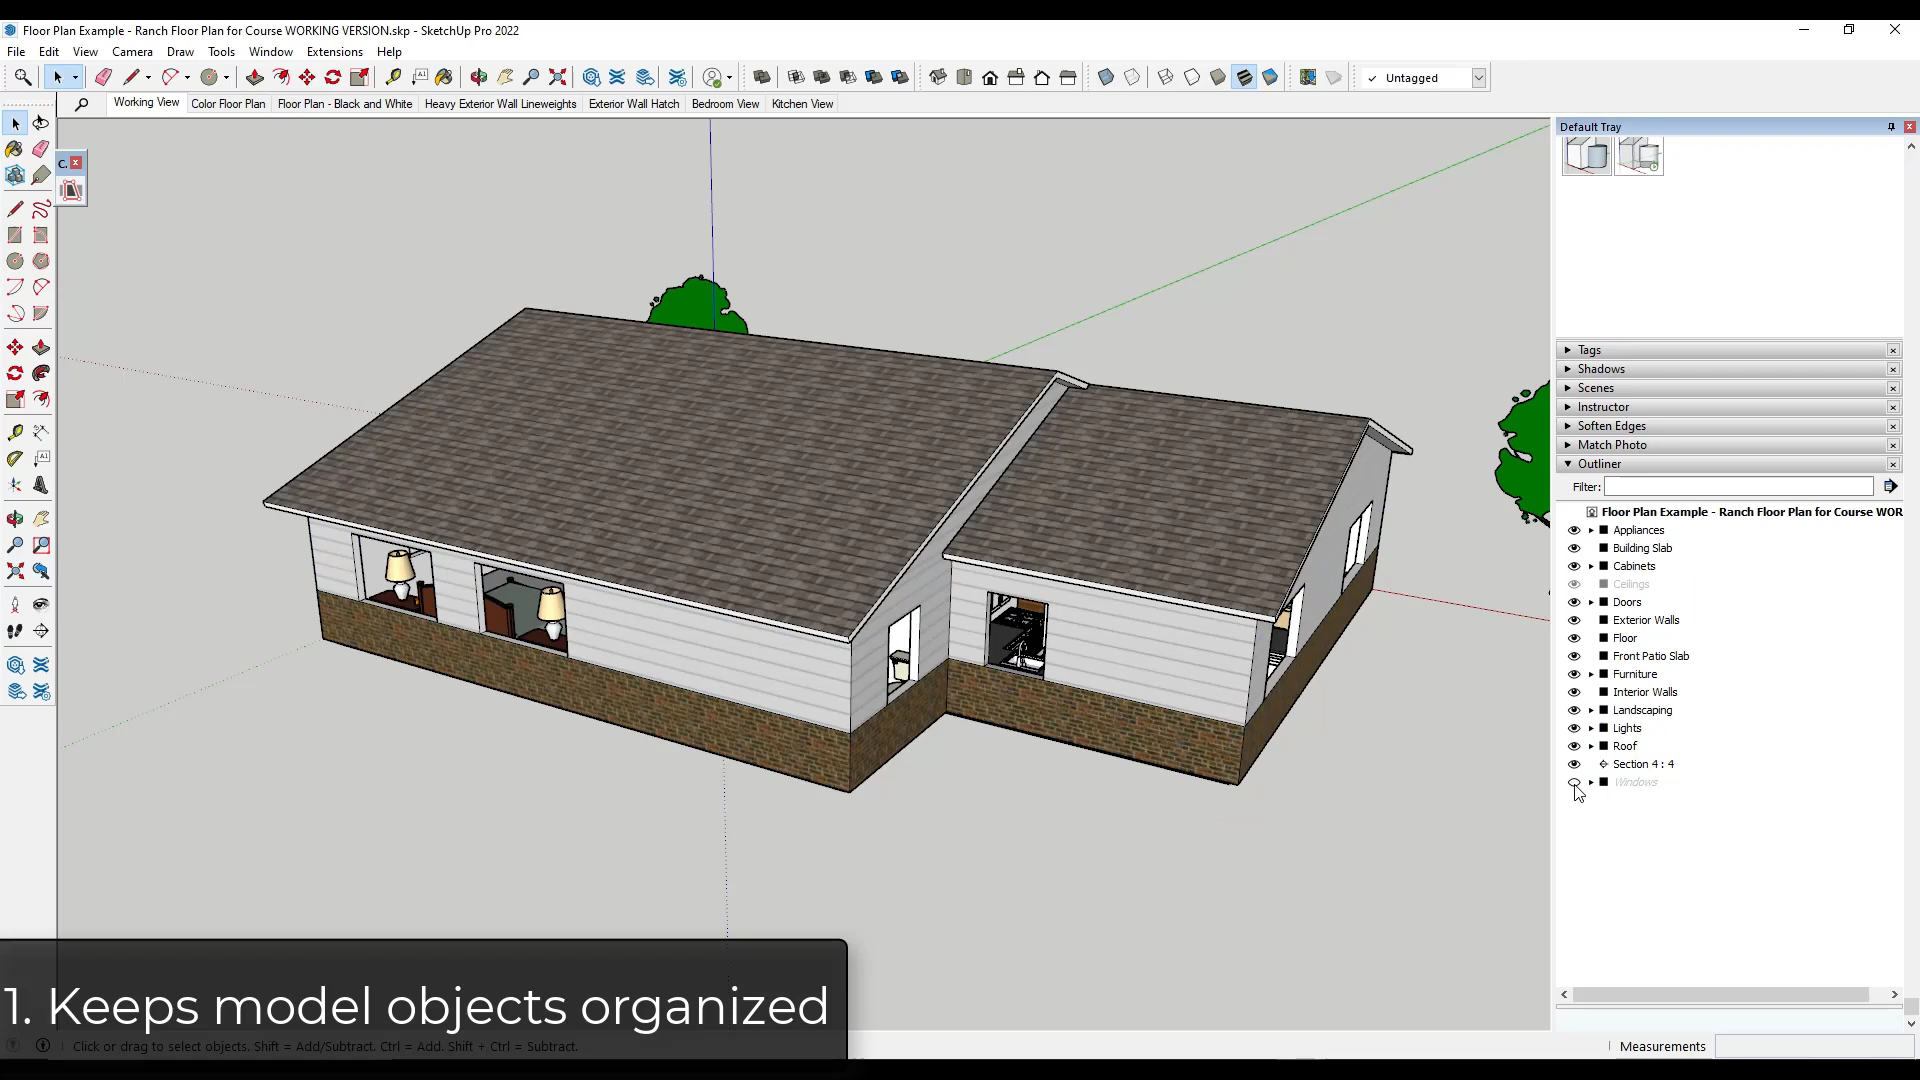 Floor Plan Example - Ranch Floor Plan for Course WORKING VERSION.skp - SketchUp Pro 2022
File Edit View Camera Draw Tools Window Extensions Help
Untagged
Working View Color Floor Plan Floor Plan - Black and White Heavy Exterior Wall Lineweights Exterior Wall Hatch Bedroom View Kitchen View
Default Tray
C.
Tags
Shadows
Scenes
Instructor
Soften Edges
Match Photo
Outliner
Filter:
Floor Plan Example - Ranch Floor Plan for Course WOR
Appliances
Building Slab
Cabinets
Ceilings
Doors
Exterior Walls
Floor
Front Patio Slab
Furniture
Interior Walls
Landscaping
Lights
Roof
Section 4 : 4
Windows
1. Keeps model objects organized
Click or drag to select objects. Shift = Add/Subtract. Ctrl = Add. Shift + Ctrl = Subtract.
Measurements